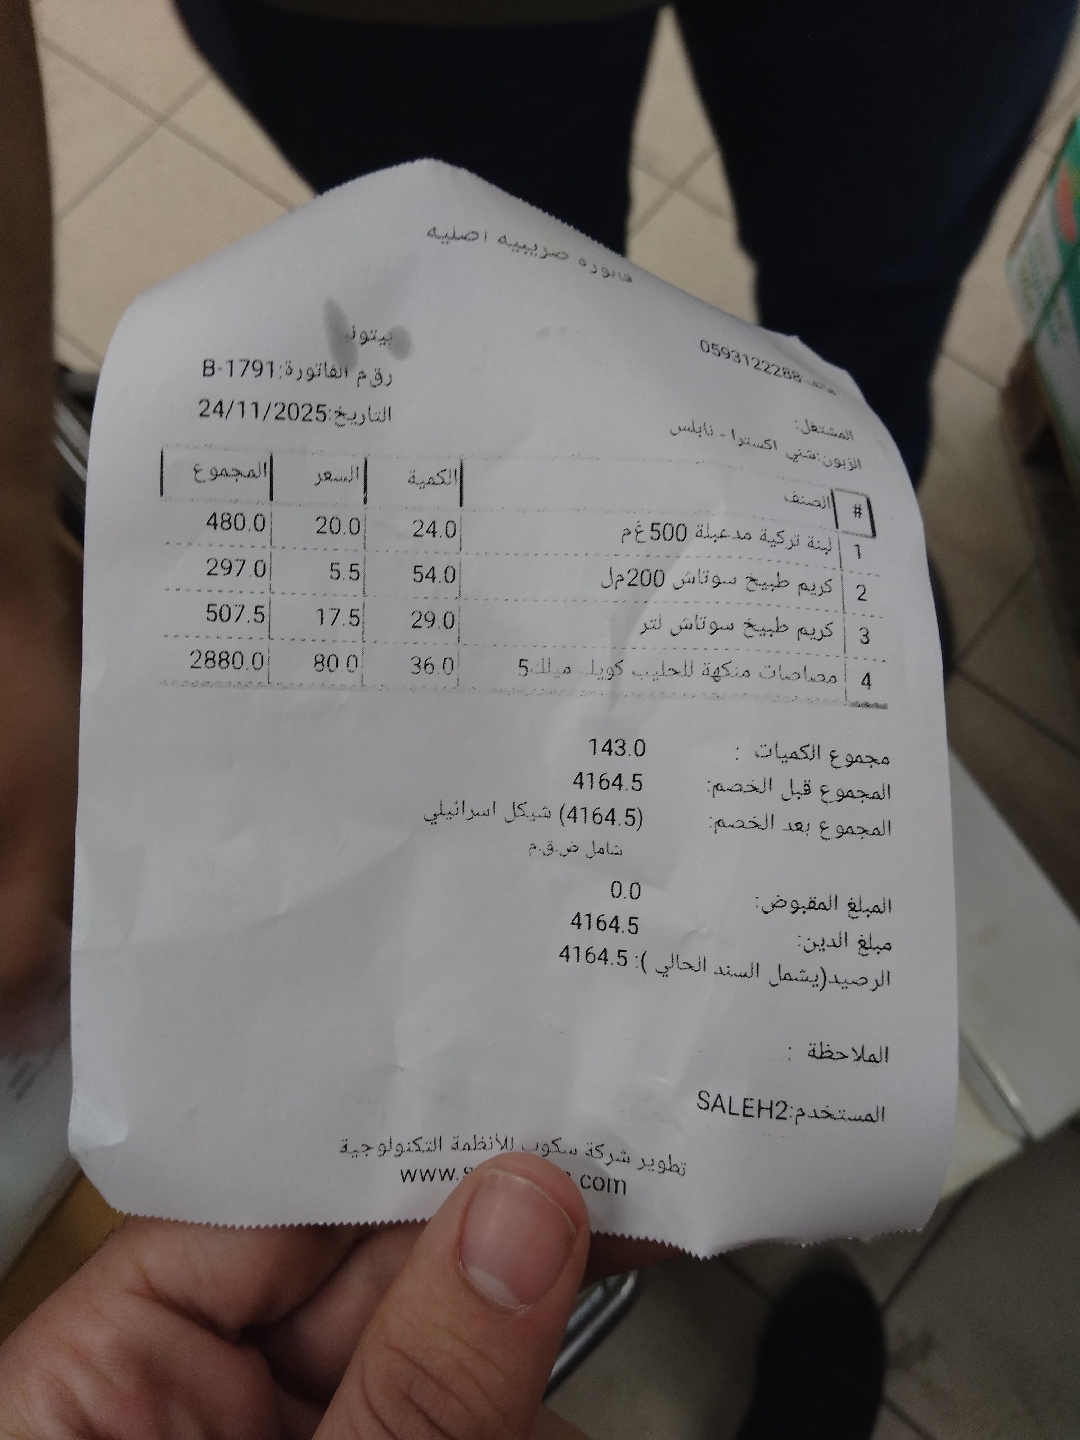 فاتورة ضريبيه اصليه
بيتونـ
رقم الفاتورة:B-1791
التاريخ:24/11/2025
0593122288
المشتغل:
الزبون:شني اكسترا - نابلس
# الصنف الكمية السعر المجموع
1 لبنة تركية مدعبلة 500غم 24.0 20.0 480.0
2 كريم طبيخ سوتاش 200مل 54.0 5.5 297.0
3 كريم طبيخ سوتاش لتر 29.0 17.5 507.5
4 مصاصات منكهة للحليب كويك ميلك5 36.0 80.0 2880.0
مجموع الكميات : 143.0
المجموع قبل الخصم: 4164.5
المجموع بعد الخصم: (4164.5) شيكل اسرائيلي
شامل ض.ق.م
المبلغ المقبوض: 0.0
مبلغ الدين: 4164.5
الرصيد(يشمل السند الحالي ): 4164.5
الملاحظة :
المستخدم:SALEH2
تطوير شركة سكوب للأنظمة التكنولوجية